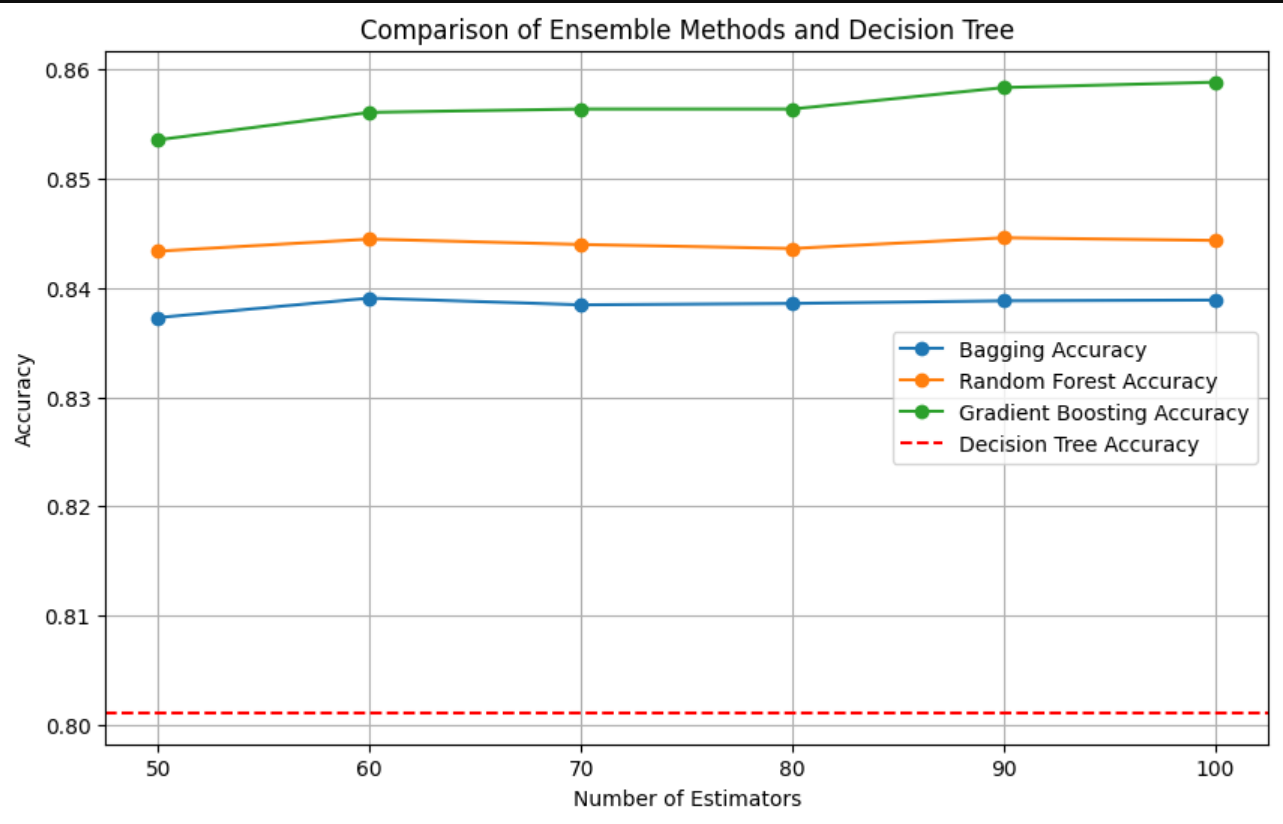 Comparison of Ensemble Methods and Decision Tree
0.86
0.85
0.84
0.83
0.82
0.81
0.80
Accuracy
Bagging Accuracy
Random Forest Accuracy
Gradient Boosting Accuracy
Decision Tree Accuracy
50 60 70 80 90 100
Number of Estimators